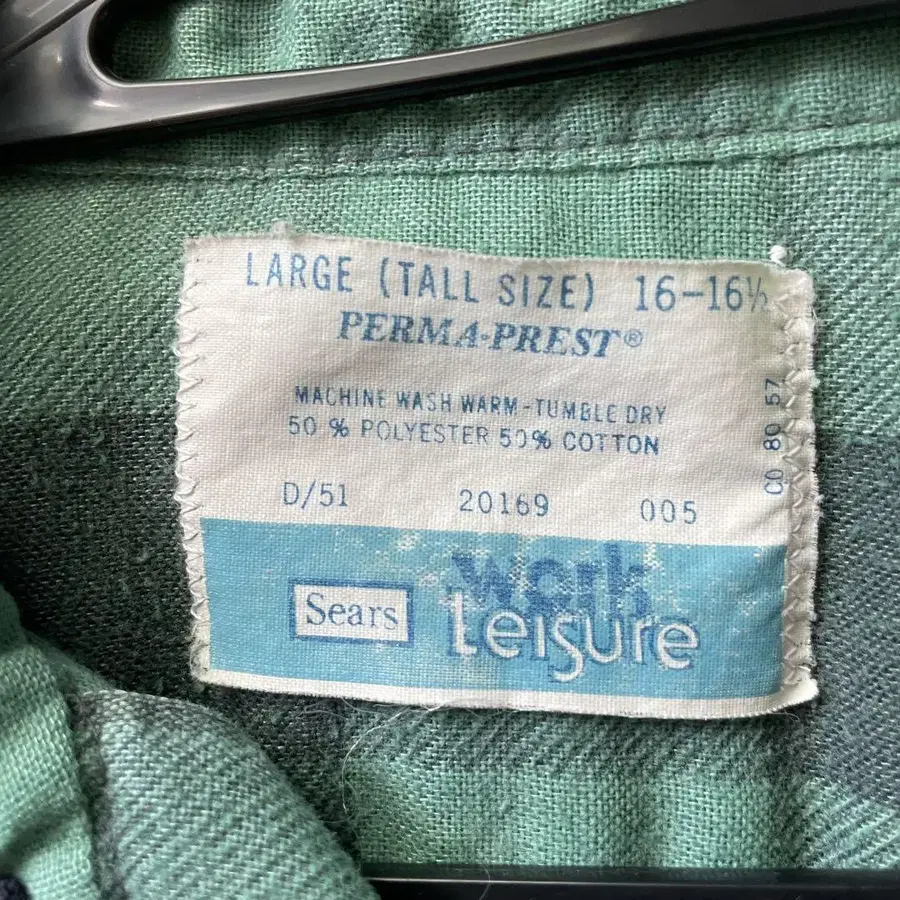 LARGE (TALL SIZE) 16-16½
PERMA-PREST®
MACHINE WASH WARM-TUMBLE DRY
50 % POLYESTER 50% COTTON
D/51 20169 005
CO 80 57
Sears
work
Leisure